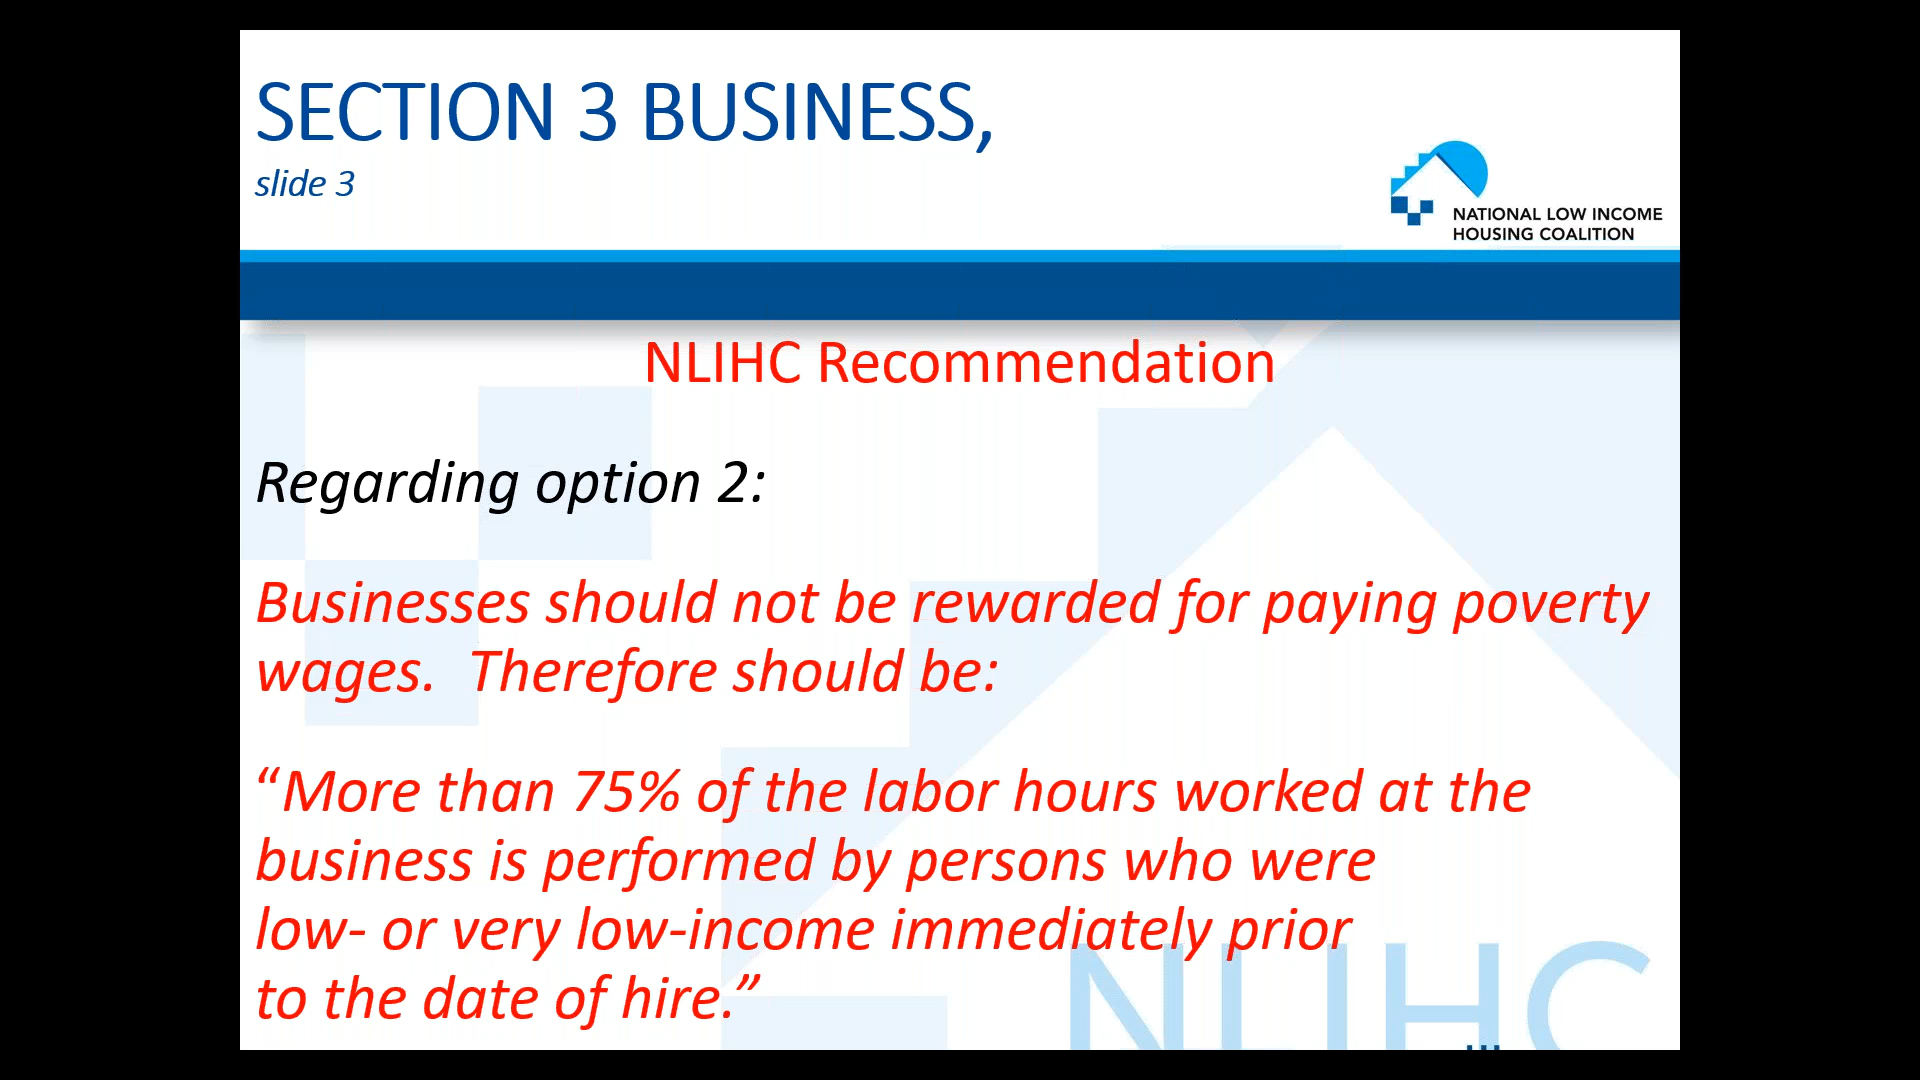 SECTION 3 BUSINESS,
slide 3
NATIONAL LOW INCOME
HOUSING COALITION
NLIHC Recommendation
Regarding option 2:
Businesses should not be rewarded for paying poverty
wages.  Therefore should be:
“More than 75% of the labor hours worked at the
business is performed by persons who were
low- or very low-income immediately prior
to the date of hire.”
NLIHC